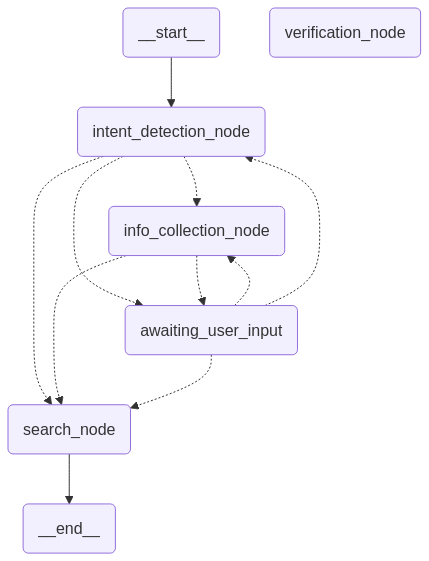 __start__
verification_node
intent_detection_node
info_collection_node
awaiting_user_input
search_node
__end__